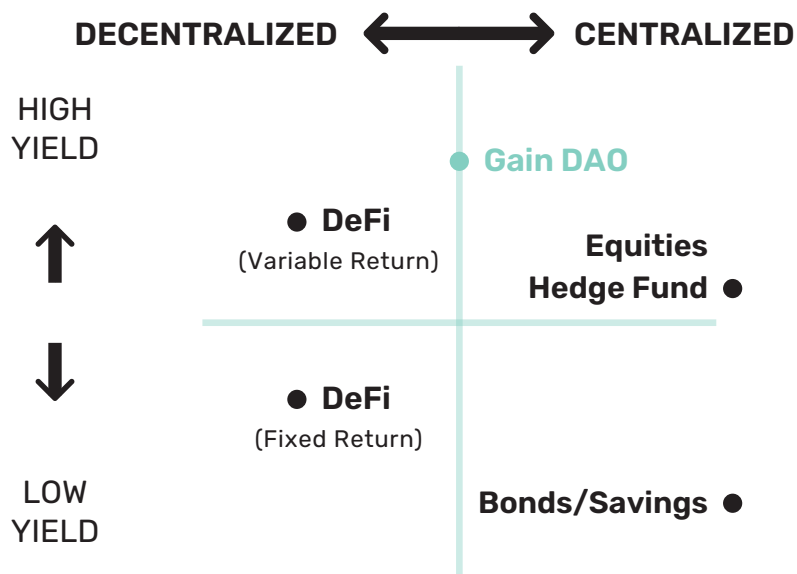 DECENTRALIZED
CENTRALIZED
HIGH
YIELD
Gain DAO
DeFi
(Variable Return)
Equities
Hedge Fund
DeFi
(Fixed Return)
LOW
YIELD
Bonds/Savings